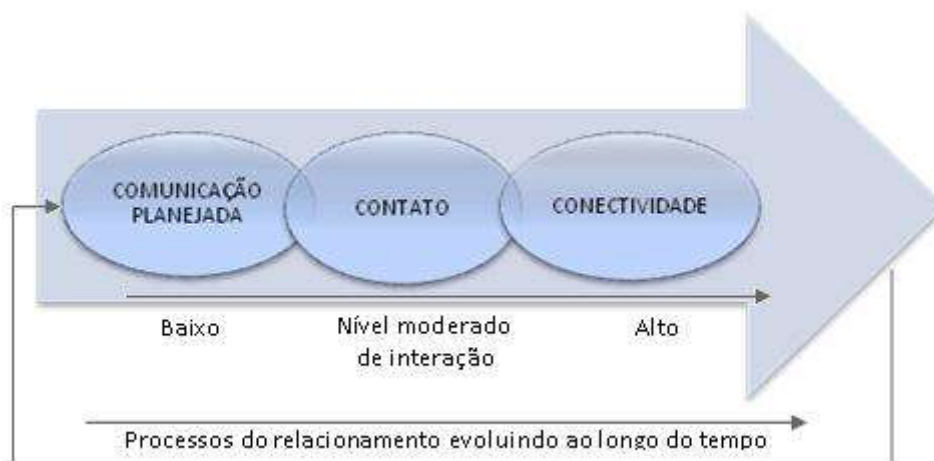 COMUNICAÇÃO
PLANEJADA
CONTATO
CONECTIVIDADE
Baixo
Nível moderado
de interação
Alto
Processos do relacionamento evoluindo ao longo do tempo